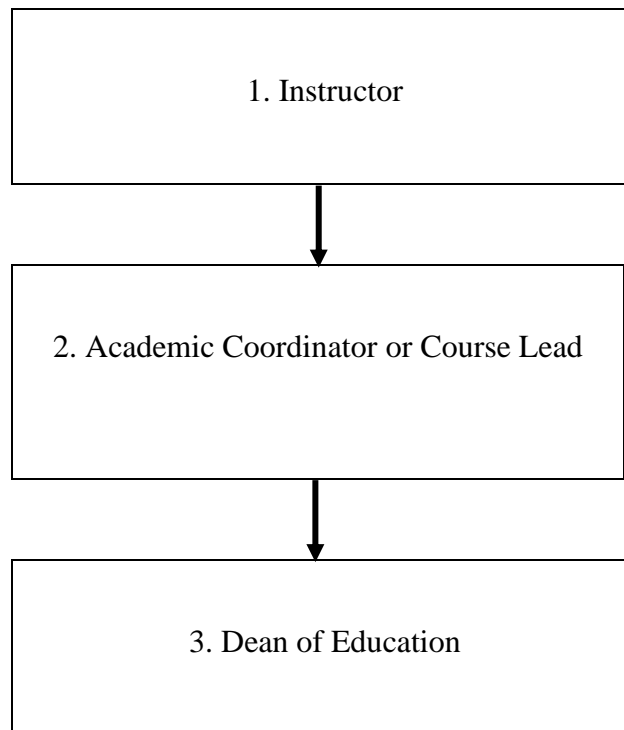 1. Instructor
2. Academic Coordinator or Course Lead
3. Dean of Education